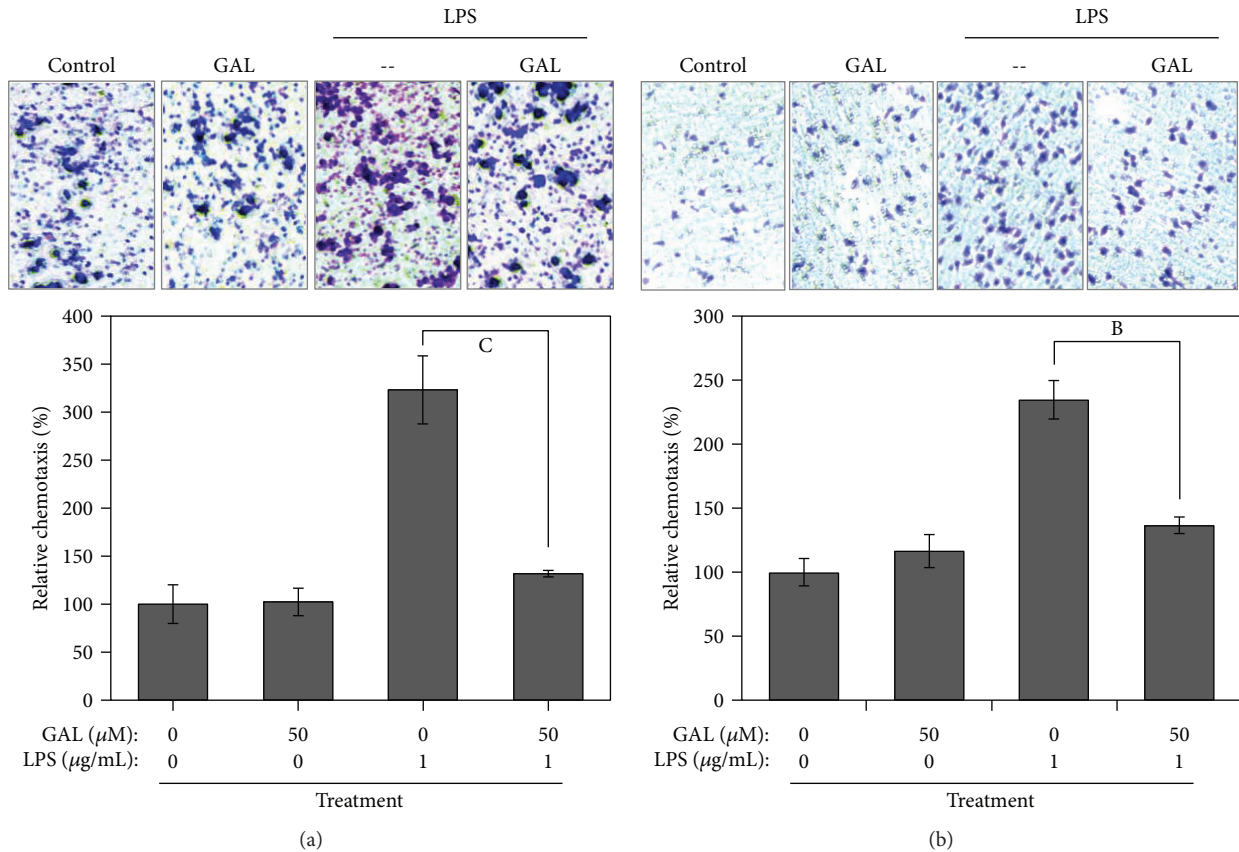 LPS
Control GAL -- GAL
Relative chemotaxis (%)
400
350
300
250
200
150
100
50
0
C
GAL (μM): 0 50 0 50
LPS (μg/mL): 0 0 1 1
Treatment
(a)
LPS
Control GAL -- GAL
Relative chemotaxis (%)
300
250
200
150
100
50
0
B
GAL (μM): 0 50 0 50
LPS (μg/mL): 0 0 1 1
Treatment
(b)